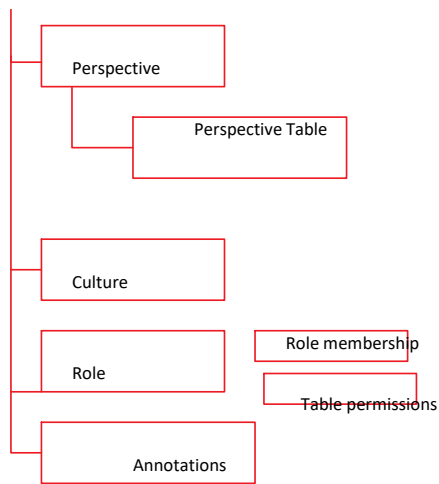 Perspective
Perspective Table
Culture
Role membership
Role
Table permissions
Annotations